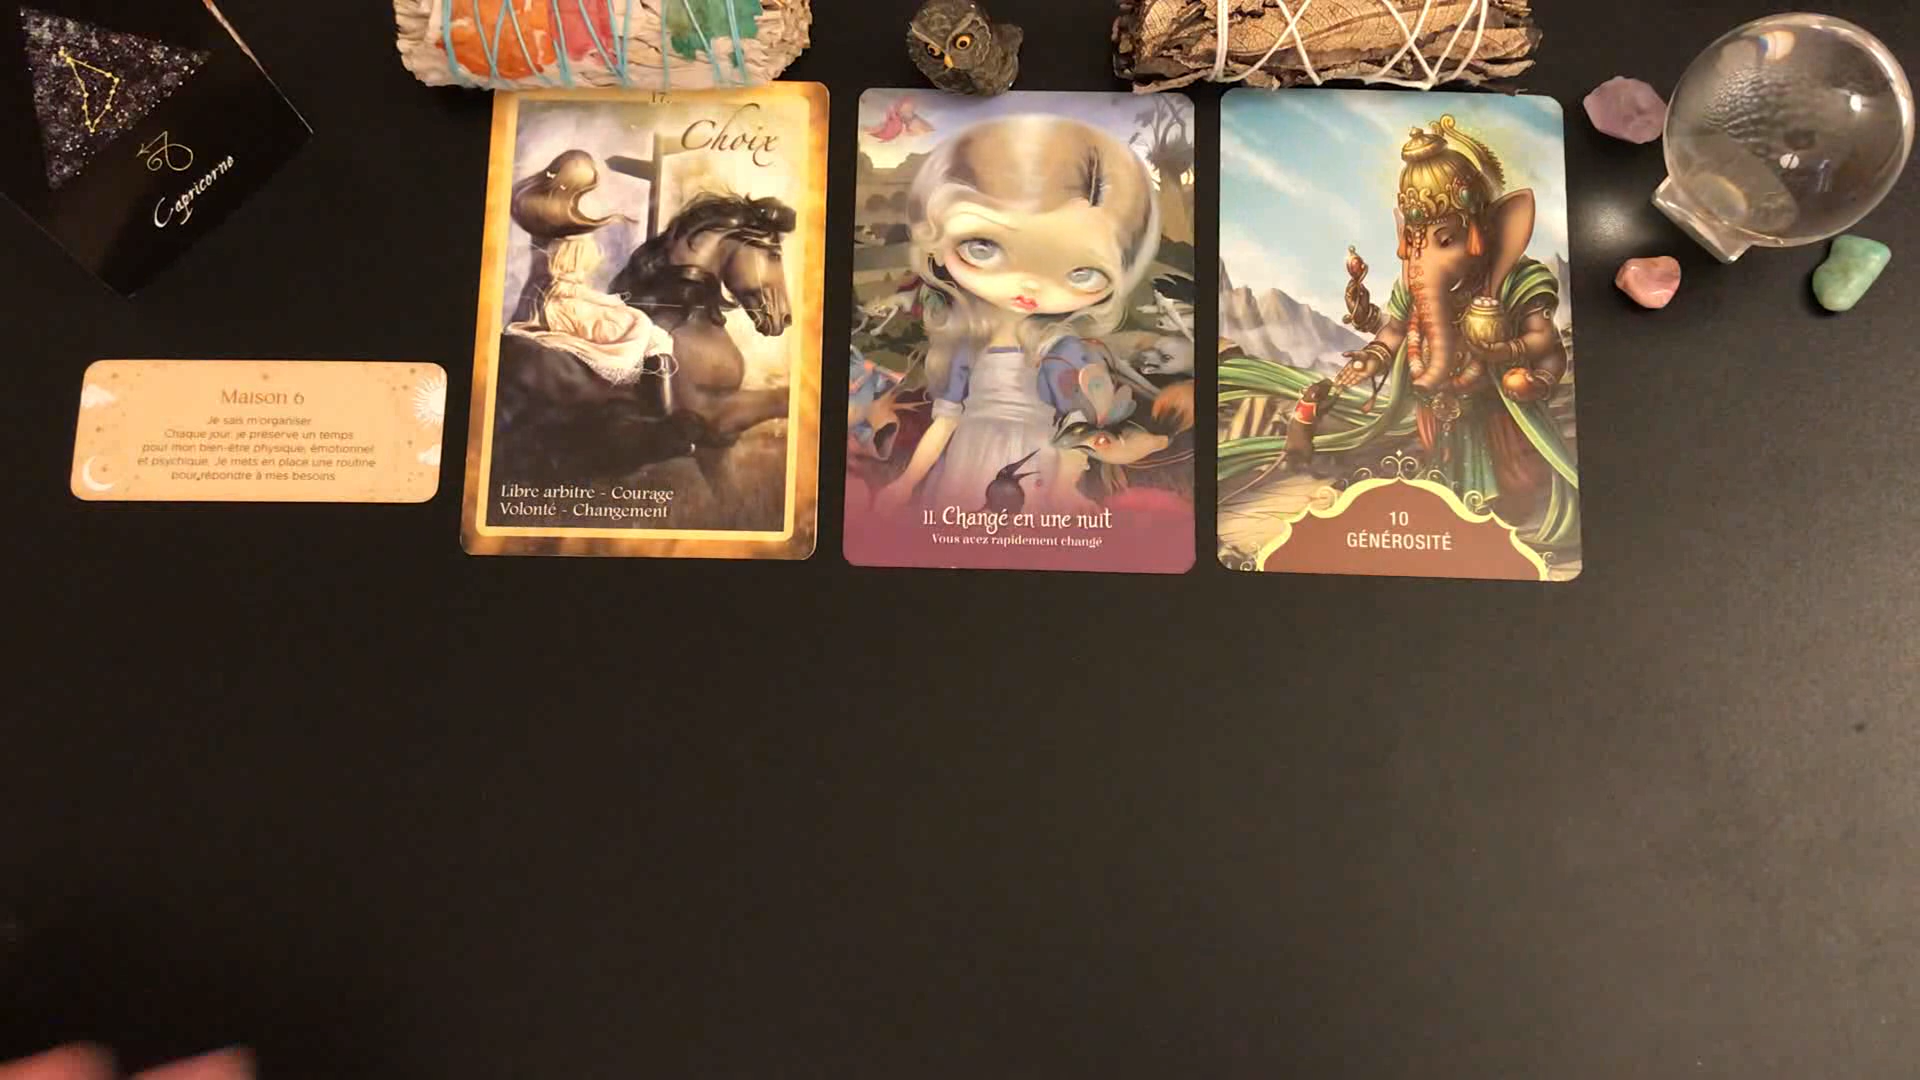 Capricorne
Maison 6
Je sais m'organiser.
Chaque jour, je préserve un temps
pour mon bien-être physique, émotionnel
et psychique. Je mets en place une routine
pour répondre à mes besoins.
17.
Choix
Libre arbitre - Courage
Volonté - Changement
11. Changé en une nuit
Vous avez rapidement changé
10
GÉNÉROSITÉ